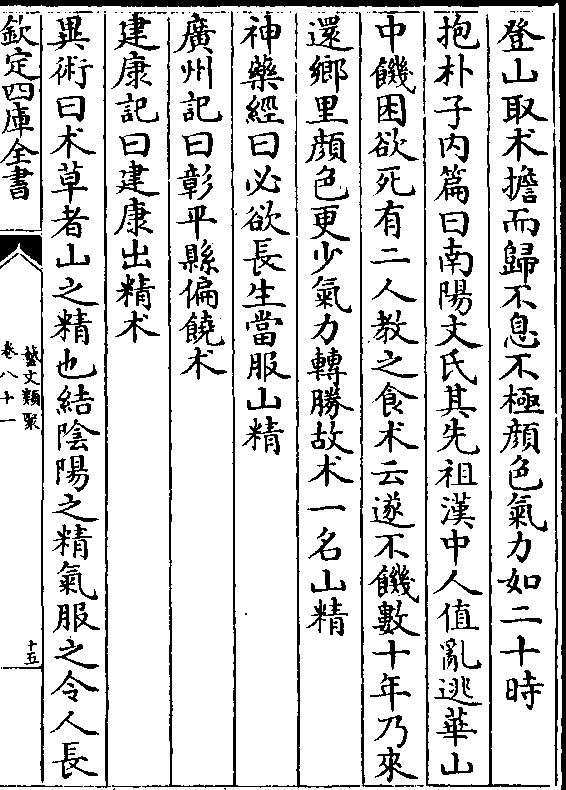 登山取朮擔而歸不息不極顔色氣力如二十時
抱朴子内篇曰南陽文氏其先祖漢中人值亂逃華山
中饑困欲死有二人教之食朮云遂不饑數十年乃來
還鄉里顔色更少氣力轉勝故朮一名山精
神藥經曰必欲長生當服山精
廣州記曰彰平縣偏饒朮
建康記曰建康出精朮
異術曰朮草者山之精也結陰陽之精氣服之令人長
欽定四庫全書
藝文類聚
卷八十一
十五